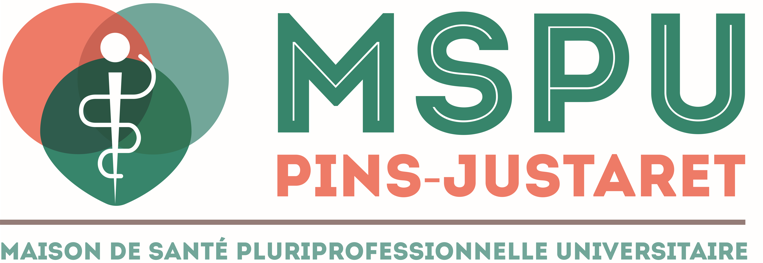 MSPU
PINS-JUSTARET
MAISON DE SANTÉ PLURIPROFESSIONNELLE UNIVERSITAIRE